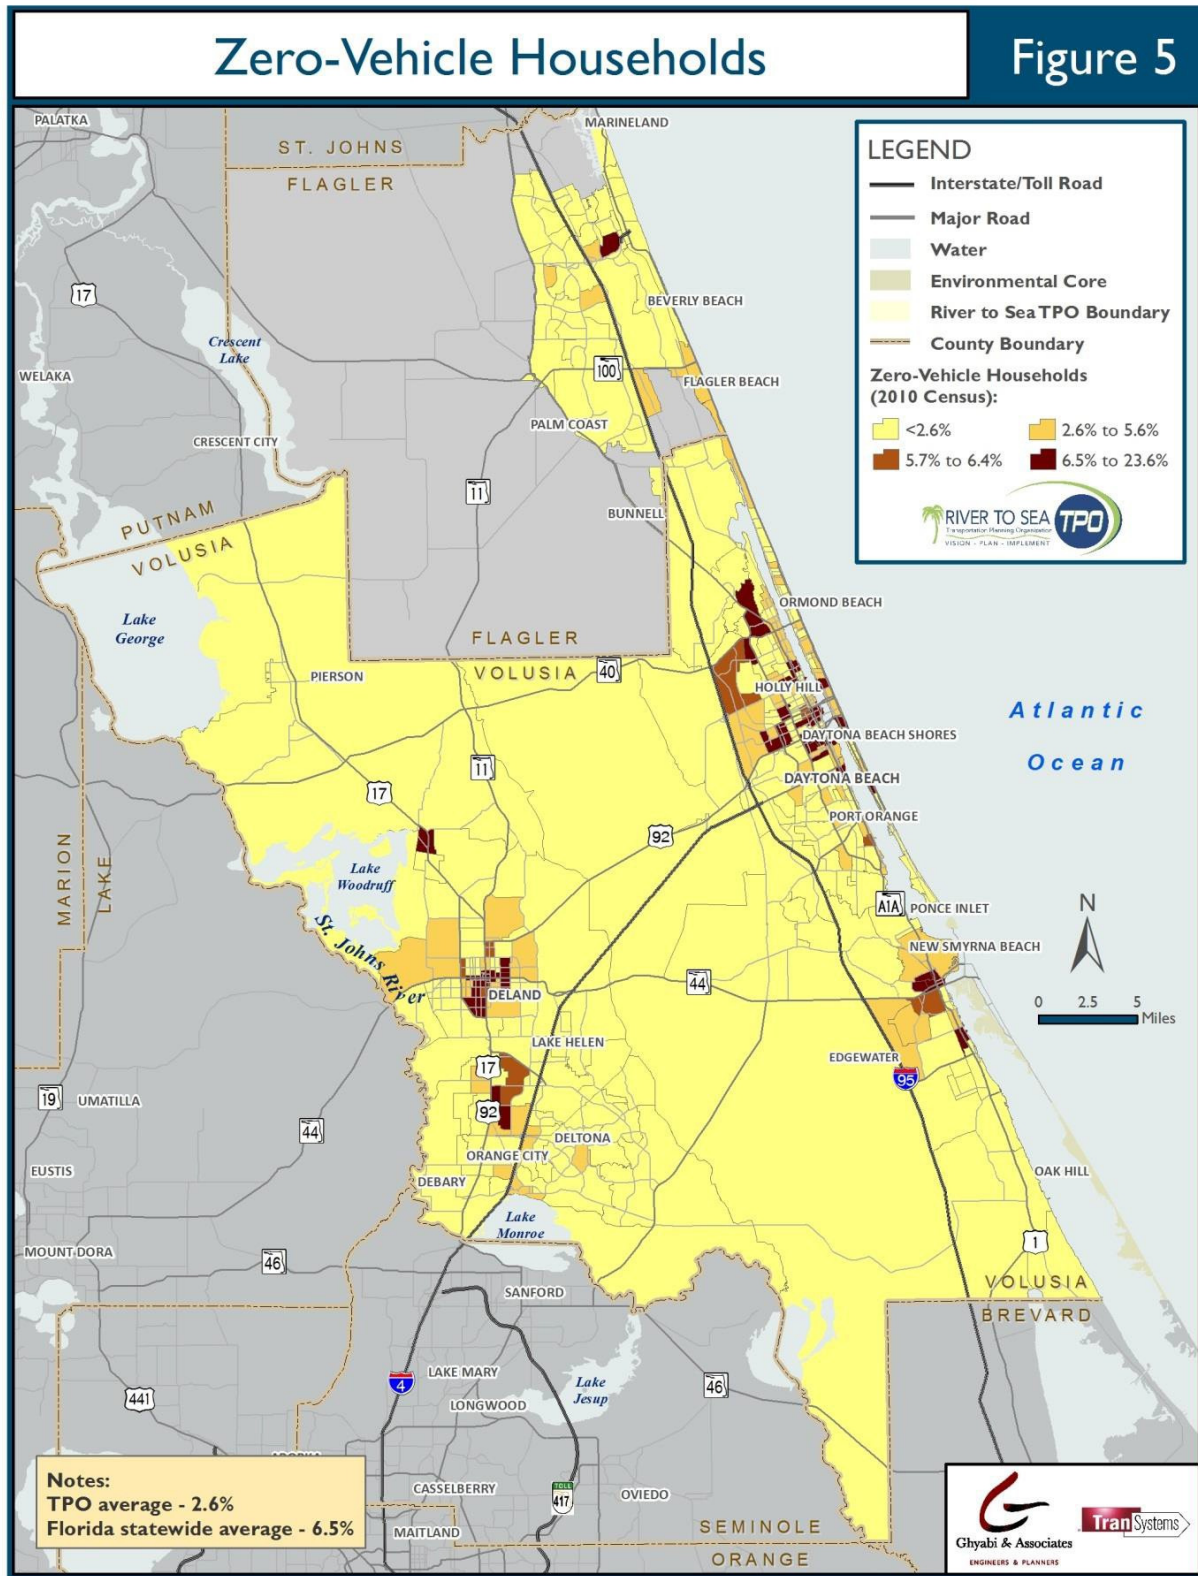 Zero-Vehicle Households
Figure 5
PALATKA
MARINELAND
ST. JOHNS
FLAGLER
LEGEND
Interstate/Toll Road
Major Road
Water
Environmental Core
River to Sea TPO Boundary
County Boundary
Zero-Vehicle Households
(2010 Census):
<2.6%
2.6% to 5.6%
5.7% to 6.4%
6.5% to 23.6%
RIVER TO SEA
TPO
Transportation Planning Organization
VISION - PLAN - IMPLEMENT
17
BEVERLY BEACH
Crescent
Lake
WELAKA
100
FLAGLER BEACH
CRESCENT CITY
PALM COAST
11
BUNNELL
PUTNAM
VOLUSIA
Lake
George
ORMOND BEACH
FLAGLER
VOLUSIA
40
PIERSON
HOLLY HILL
Atlantic
Ocean
DAYTONA BEACH SHORES
11
DAYTONA BEACH
17
PORT ORANGE
92
MARION
LAKE
Lake
Woodruff
A1A
PONCE INLET
N
St. Johns River
NEW SMYRNA BEACH
44
DELAND
0 2.5 5
Miles
LAKE HELEN
EDGEWATER
17
95
19
UMATILLA
92
44
DELTONA
ORANGE CITY
EUSTIS
DEBARY
OAK HILL
Lake
Monroe
MOUNT DORA
46
1
SANFORD
VOLUSIA
BREVARD
LAKE MARY
4
Lake
Jesup
46
441
LONGWOOD
Notes:
TPO average - 2.6%
Florida statewide average - 6.5%
CASSELBERRY
TOLL
417
OVIEDO
MAITLAND
SEMINOLE
ORANGE
Ghyabi & Associates
ENGINEERS & PLANNERS
TranSystems